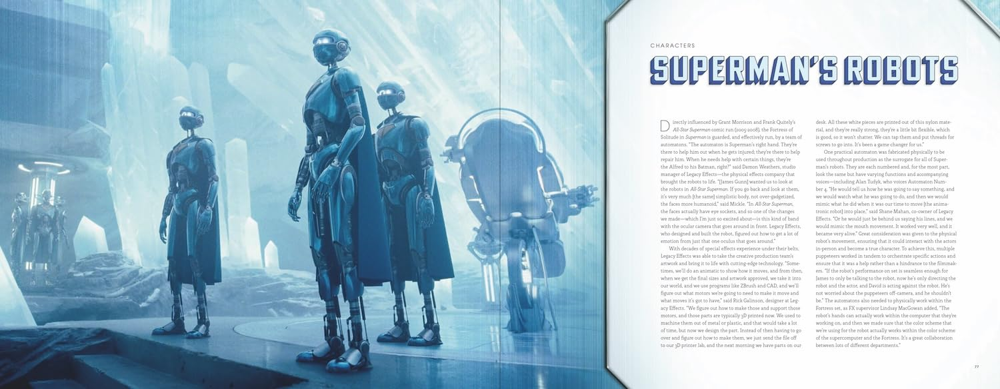 CHARACTERS
SUPERMAN'S ROBOTS
Directly influenced by Grant Morrison and Frank Quitely's
All-Star Superman comic run (2005-2008), the Fortress of
Solitude in Superman is guarded, and effectively run, by a team of
automatons. "The automaton is Superman's right hand. They're
there to help him out when he gets injured; they're there to help
repair him. When he needs help with certain things, they're
the Alfred to his Batman, right?" said Damon Weathers, studio
manager of Legacy Effects—the physical effects company that
brought the robots to life. "[James Gunn] wanted us to look at
the robots in All-Star Superman. If you go back and look at them,
it's very much [the same] simplistic body, not over-gadgetized,
the faces more humanoid," said Mickle. "In All-Star Superman,
the faces actually have eye sockets, and so one of the changes
we made—which I'm just so excited about—is this kind of band
with the ocular camera that goes around in front. Legacy Effects,
who designed and built the robot, figured out how to get a lot of
emotion from just that one oculus that goes around."
With decades of special effects experience under their belts,
Legacy Effects was able to take the creative production team's
artwork and bring it to life with cutting-edge technology. "Some-
times, we'll do an animatic to show how it moves, and from then,
when we get the final sizes and artwork approved, we take it into
our world, and we use programs like ZBrush and CAD, and we'll
figure out what motors we're going to need to make it move and
what moves it's got to have," said Rick Galinson, designer at Leg-
acy Effects. "We figure out how to make those and support those
motors, and those parts are typically 3D printed now. We used to
machine them out of metal or plastic, and that would take a lot
of time, but now we design the part. Instead of then having to go
over and figure out how to make them, we just send the file off
to our 3D printer lab, and the next morning we have parts on our
desk. All these white pieces are printed out of this nylon mate-
rial, and they're really strong, they're a little bit flexible, which
is good, so it won't shatter. We can tap them and put threads for
screws to go into. It's been a game changer for us."
One practical automaton was fabricated physically to be
used throughout production as the surrogate for all of Super-
man's robots. They are each numbered and, for the most part,
look the same but have varying functions and accompanying
voices—including Alan Tudyk, who voices Automaton Num-
ber 4. "He would tell us how he was going to say something, and
we would watch what he was going to do, and then we would
mimic what he did when it was our time to move [the anima-
tronic robot] into place," said Shane Mahan, co-owner of Legacy
Effects. "Or he would just be behind us saying his lines, and we
would mimic the mouth movement. It worked very well, and it
became very alive." Great consideration was given to the physical
robot's movement, ensuring that it could interact with the actors
in-person and become a true character. To achieve this, multiple
puppeteers worked in tandem to orchestrate specific actions and
ensure that it was a help rather than a hindrance to the filmmak-
ers. "If the robot's performance on set is seamless enough for
James to only be talking to the robot, now he's only directing the
robot and the actor, and David is acting against the robot. He's
not worried about the puppeteers off-camera, and he shouldn't
be." The automatons also needed to physically work within the
Fortress set, as FX supervisor Lindsay MacGowan added, "The
robot's hands can actually work within the computer that they're
working on, and then we made sure that the color scheme that
we're using for the robot actually works within the color scheme
of the supercomputer and the Fortress. It's a great collaboration
between lots of different departments."
77